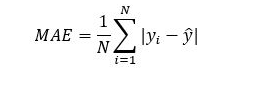 MAE = \frac{1}{N} \sum_{i=1}^{N} |y_i - \hat{y}|